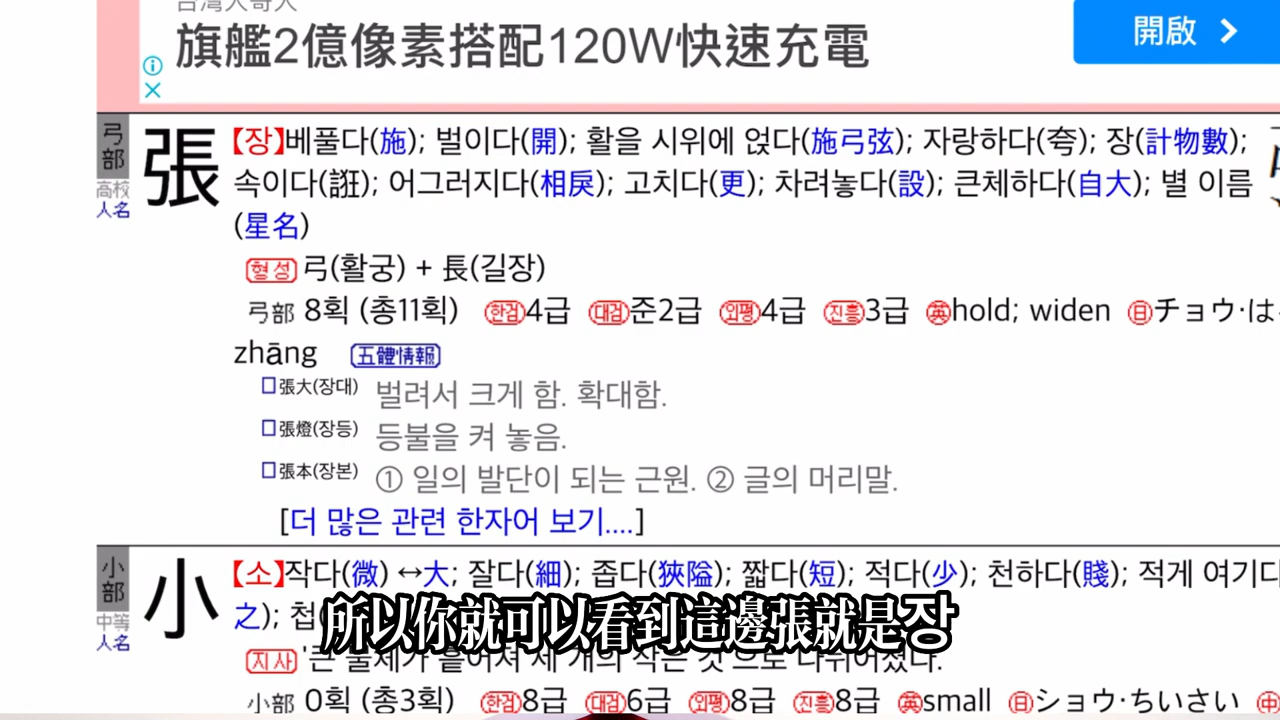 旗艦2億像素搭配120W快速充電
開啟
弓部
高校
人名
張
【장】베풀다(施); 벌이다(開); 활을 시위에 얹다(施弓弦); 자랑하다(夸); 장(計物數);
속이다(誑); 어그러지다(相戾); 고치다(更); 차려놓다(設); 큰체하다(自大); 별 이름
(星名)
형성 弓(활궁) + 長(길장)
弓部 8획 (총11획) 한검4급 대검준2급 외평4급 진흥3급 英hold; widen 日チョウ·は
zhāng 五體情報
張大(장대) 벌려서 크게 함. 확대함.
張燈(장등) 등불을 켜 놓음.
張本(장본) ① 일의 발단이 되는 근원. ② 글의 머리말.
[더 많은 관련 한자어 보기....]
小部
中等
人名
小
【소】작다(微) ↔大; 잘다(細); 좁다(狹隘); 짧다(短); 적다(少); 천하다(賤); 적게 여기다
之); 첩
所以你就可以看到這邊張就是장
지사
小部 0획 (총3획) 한검8급 대검6급 외평8급 진흥8급 英small 日ショウ·ちいさい 中